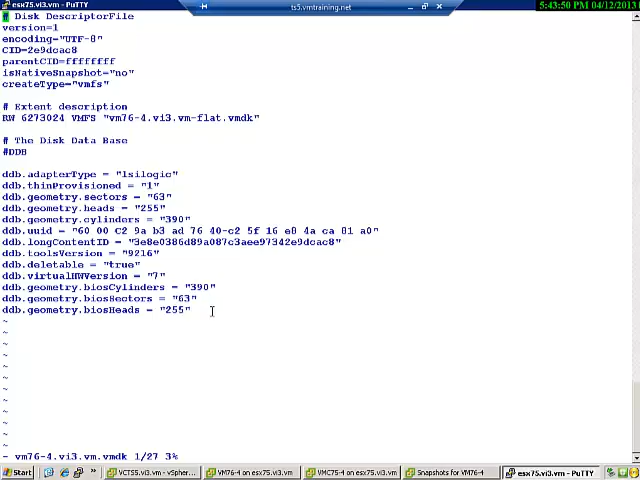 esx75.vi3.vm - PuTTY
ts5.vmtraining.net
5:43:50 PM 04/12/2013
# Disk DescriptorFile
version=1
encoding="UTF-8"
CID=2e9dcac8
parentCID=ffffffff
isNativeSnapshot="no"
createType="vmfs"
# Extent description
RW 6273024 VMFS "vm76-4.vi3.vm-flat.vmdk"
# The Disk Data Base
#DDB
ddb.adapterType = "lsilogic"
ddb.thinProvisioned = "1"
ddb.geometry.sectors = "63"
ddb.geometry.heads = "255"
ddb.geometry.cylinders = "390"
ddb.uuid = "60 00 C2 9a b3 ad 76 40-c2 5f 16 e8 4a ca 81 a0"
ddb.longContentID = "3e8e0386d89a087c3aee97342e9dcac8"
ddb.toolsVersion = "9216"
ddb.deletable = "true"
ddb.virtualHWVersion = "7"
ddb.geometry.biosCylinders = "390"
ddb.geometry.biosSectors = "63"
ddb.geometry.biosHeads = "255"
~
~
~
~
~
~
~
~
~
~
~
~
- vm76-4.vi3.vm.vmdk 1/27 3%
Start
»
VCTS5.vi3.vm - vSpher...
VM76-4 on esx75.vi3.vm
VMC75-4 on esx75.vi3.vm
Snapshots for VM76-4
esx75.vi3.vm - PuTTY